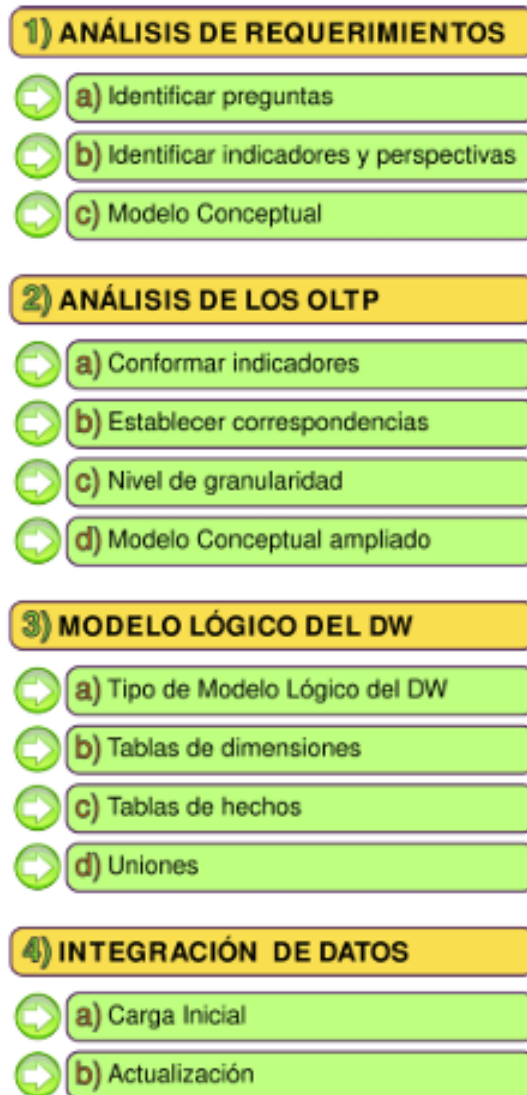 1) ANÁLISIS DE REQUERIMIENTOS
a) Identificar preguntas
b) Identificar indicadores y perspectivas
c) Modelo Conceptual
2) ANÁLISIS DE LOS OLTP
a) Conformar indicadores
b) Establecer correspondencias
c) Nivel de granularidad
d) Modelo Conceptual ampliado
3) MODELO LÓGICO DEL DW
a) Tipo de Modelo Lógico del DW
b) Tablas de dimensiones
c) Tablas de hechos
d) Uniones
4) INTEGRACIÓN DE DATOS
a) Carga Inicial
b) Actualización